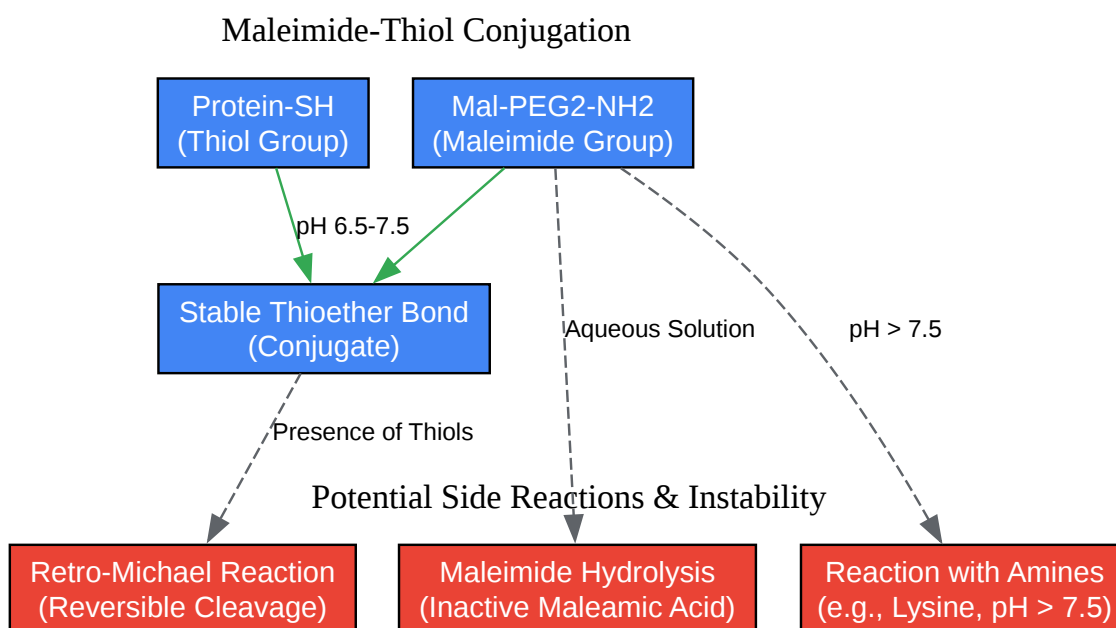 Maleimide-Thiol Conjugation
Protein-SH
(Thiol Group)
Mal-PEG2-NH2
(Maleimide Group)
pH 6.5-7.5
Stable Thioether Bond
(Conjugate)
Aqueous Solution
pH > 7.5
Presence of Thiols
Potential Side Reactions & Instability
Retro-Michael Reaction
(Reversible Cleavage)
Maleimide Hydrolysis
(Inactive Maleamic Acid)
Reaction with Amines
(e.g., Lysine, pH > 7.5)